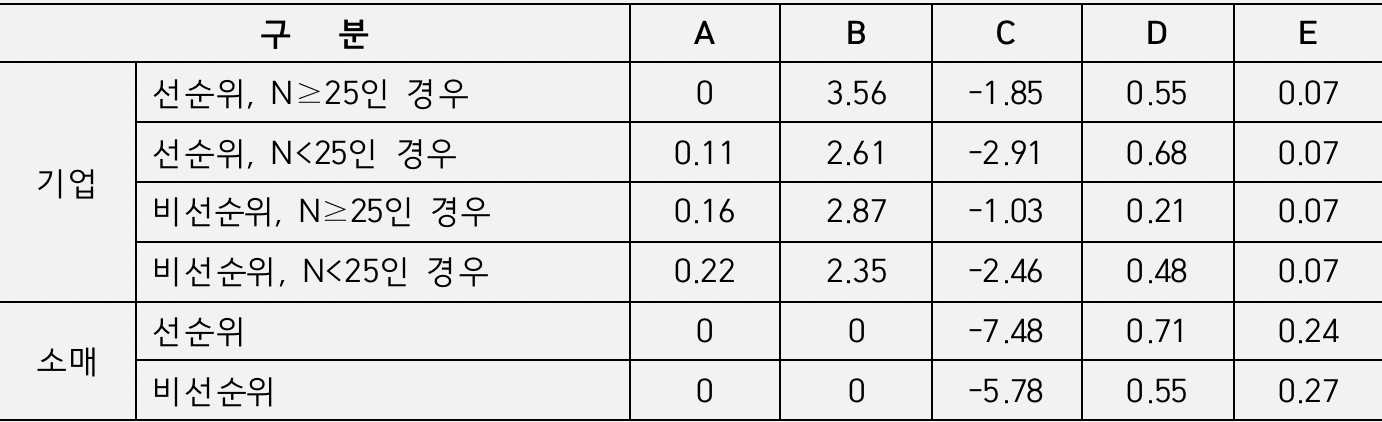 구 분 A B C D E
기업 선순위, N≥25인 경우 0 3.56 -1.85 0.55 0.07
선순위, N<25인 경우 0.11 2.61 -2.91 0.68 0.07
비선순위, N≥25인 경우 0.16 2.87 -1.03 0.21 0.07
비선순위, N<25인 경우 0.22 2.35 -2.46 0.48 0.07
소매 선순위 0 0 -7.48 0.71 0.24
비선순위 0 0 -5.78 0.55 0.27